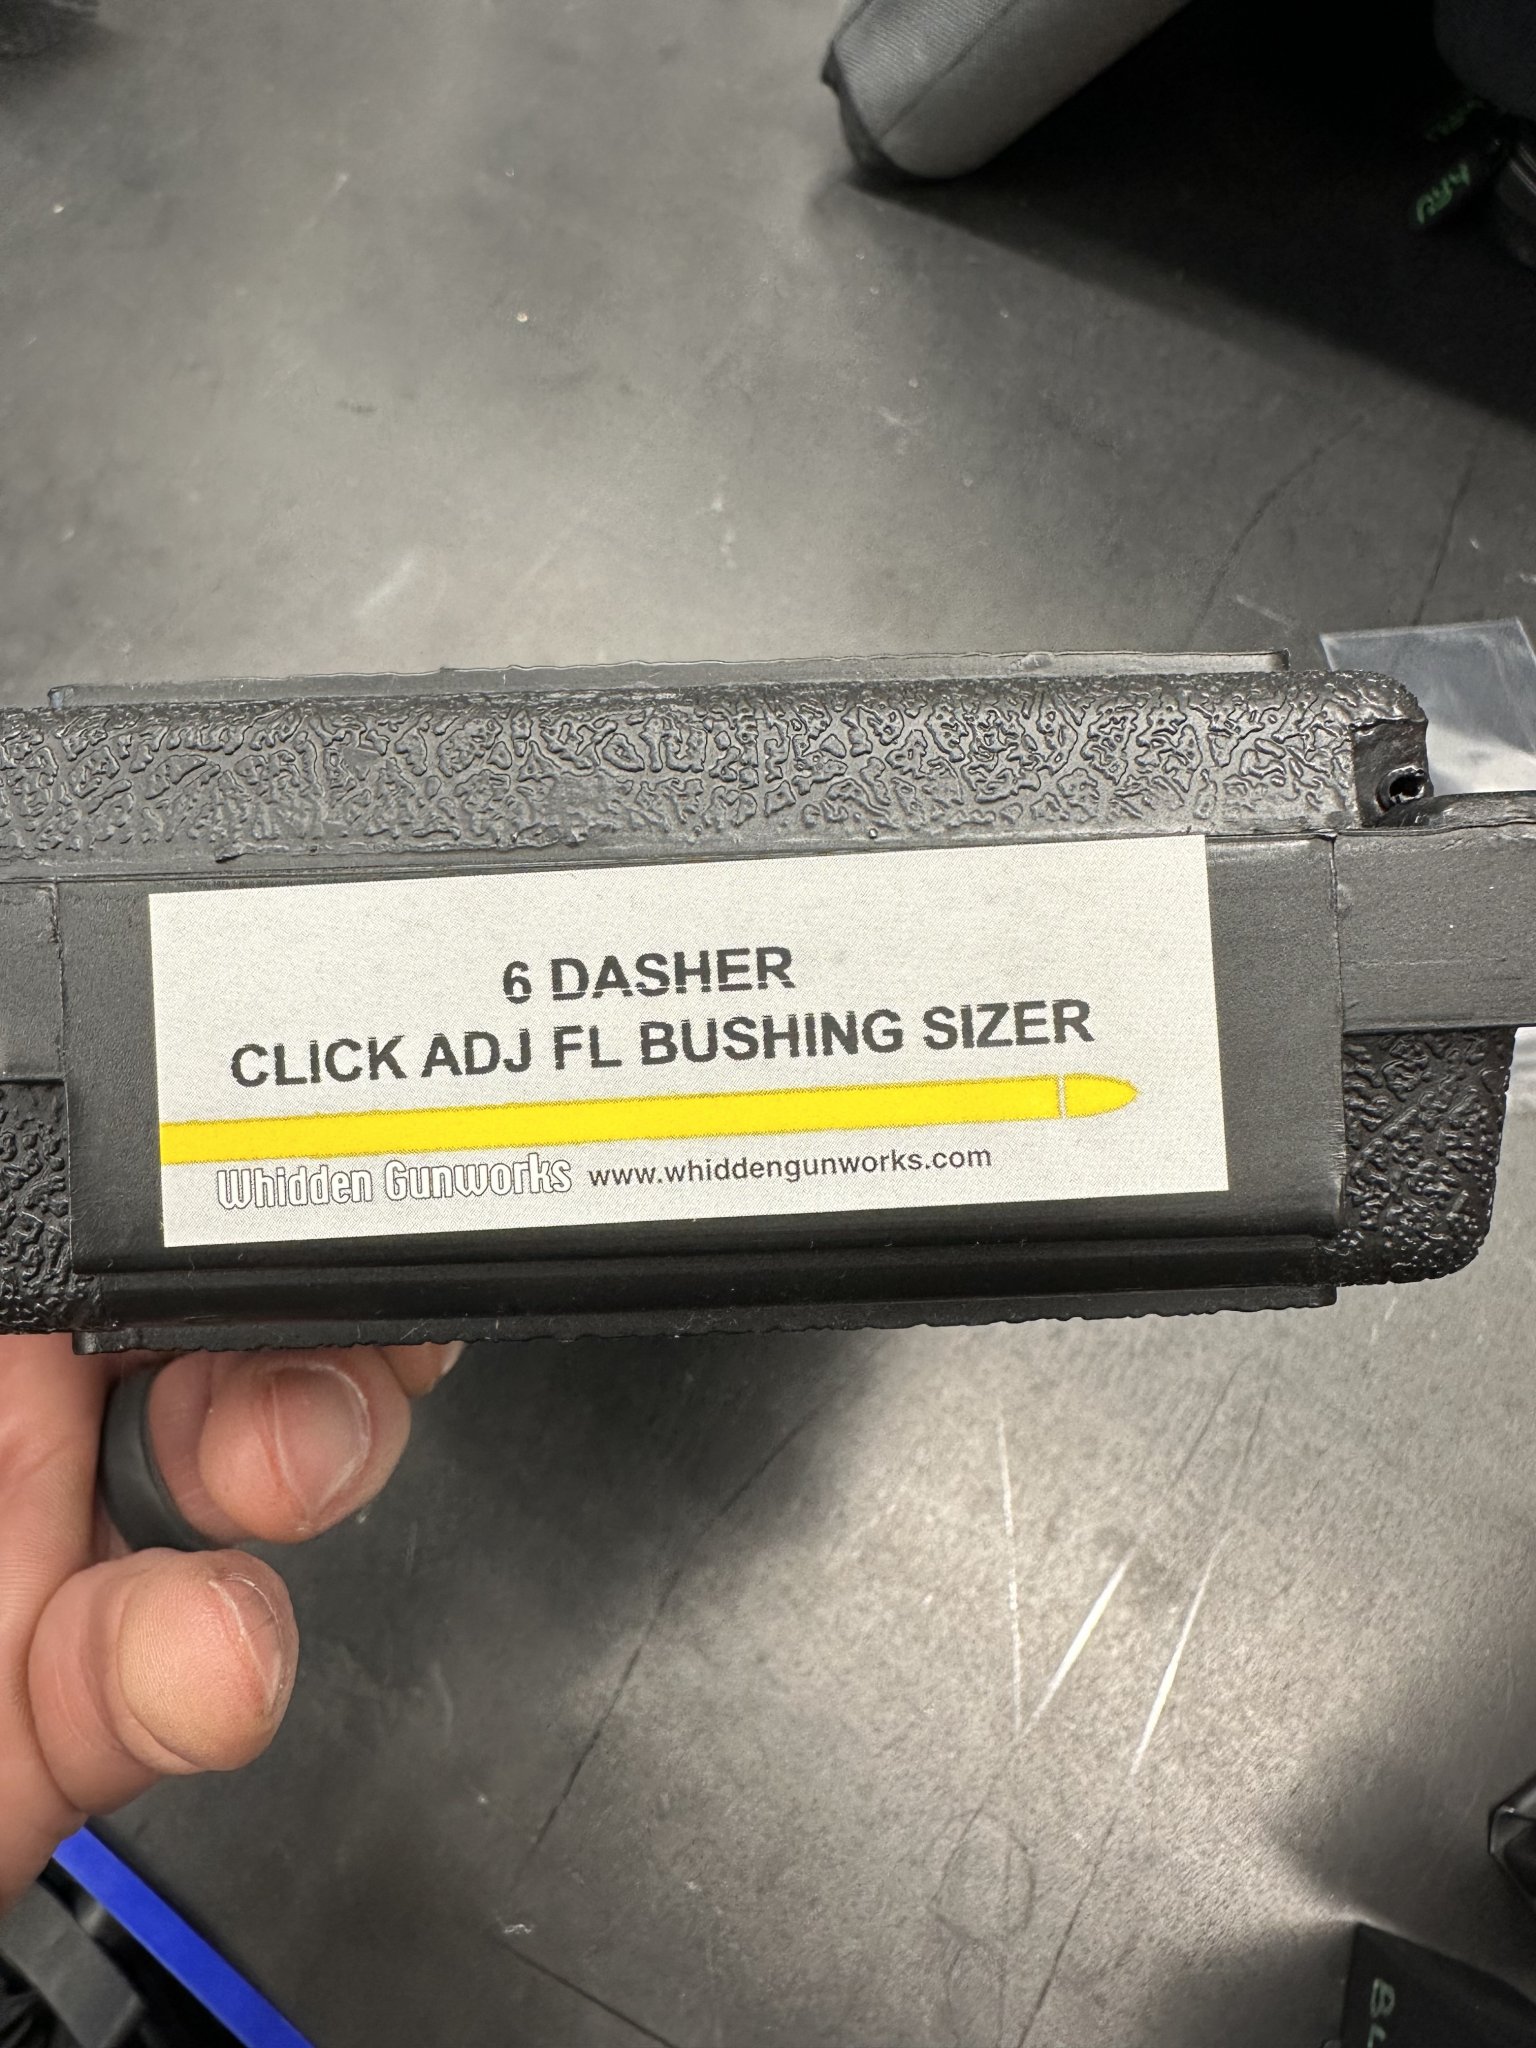 6 DASHER
CLICK ADJ FL BUSHING SIZER
Whidden Gunworks www.whiddengunworks.com